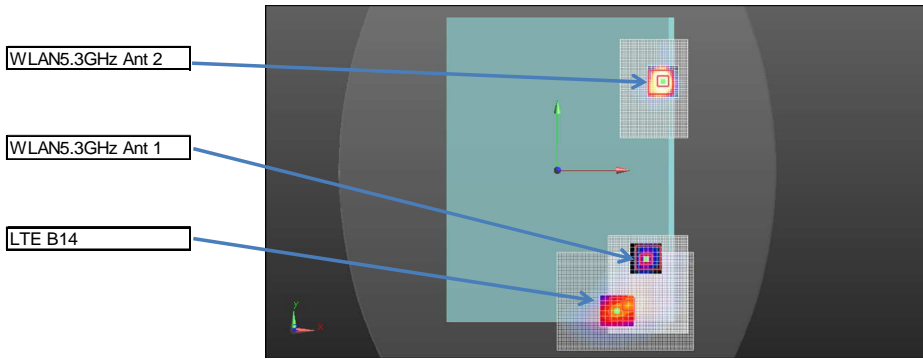 WLAN5.3GHz Ant 2
WLAN5.3GHz Ant 1
LTE B14
y
x